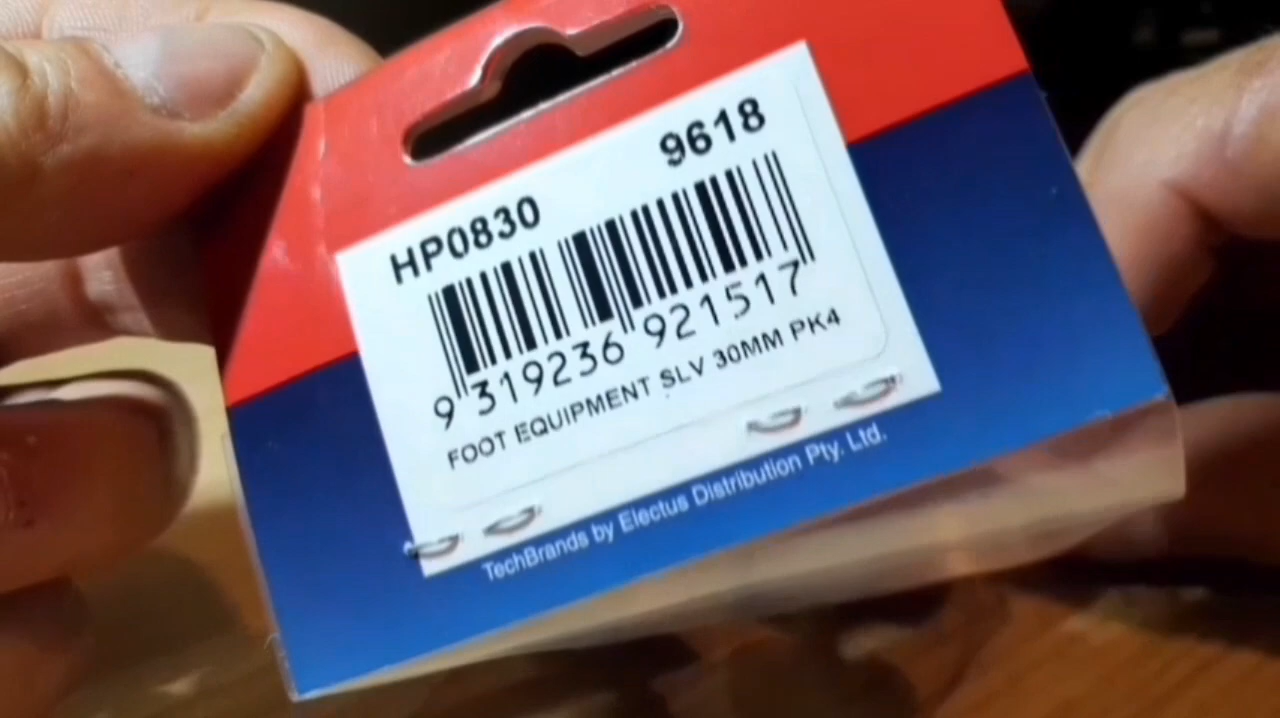 HP0830 9618
9 319236 921517
FOOT EQUIPMENT SLV 30MM PK4
TechBrands by Electus Distribution Pty. Ltd.